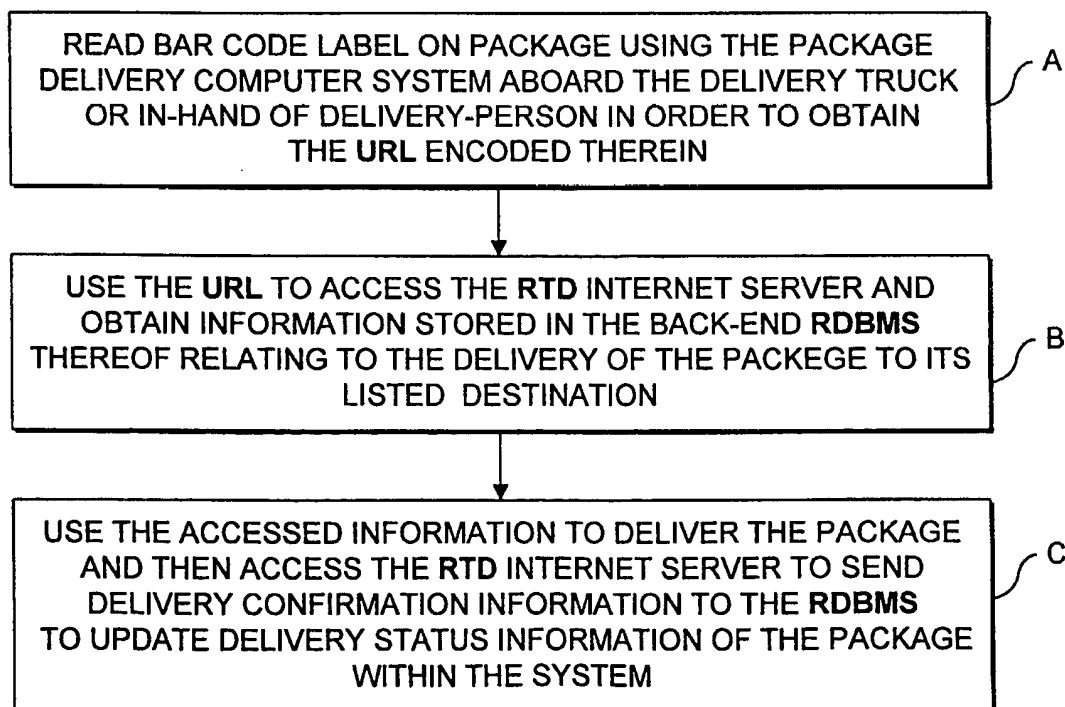 READ BAR CODE LABEL ON PACKAGE USING THE PACKAGE
DELIVERY COMPUTER SYSTEM ABOARD THE DELIVERY TRUCK
OR IN-HAND OF DELIVERY-PERSON IN ORDER TO OBTAIN
THE URL ENCODED THEREIN
A
USE THE URL TO ACCESS THE RTD INTERNET SERVER AND
OBTAIN INFORMATION STORED IN THE BACK-END RDBMS
THEREOF RELATING TO THE DELIVERY OF THE PACKEGE TO ITS
LISTED DESTINATION
B
USE THE ACCESSED INFORMATION TO DELIVER THE PACKAGE
AND THEN ACCESS THE RTD INTERNET SERVER TO SEND
DELIVERY CONFIRMATION INFORMATION TO THE RDBMS
TO UPDATE DELIVERY STATUS INFORMATION OF THE PACKAGE
WITHIN THE SYSTEM
C